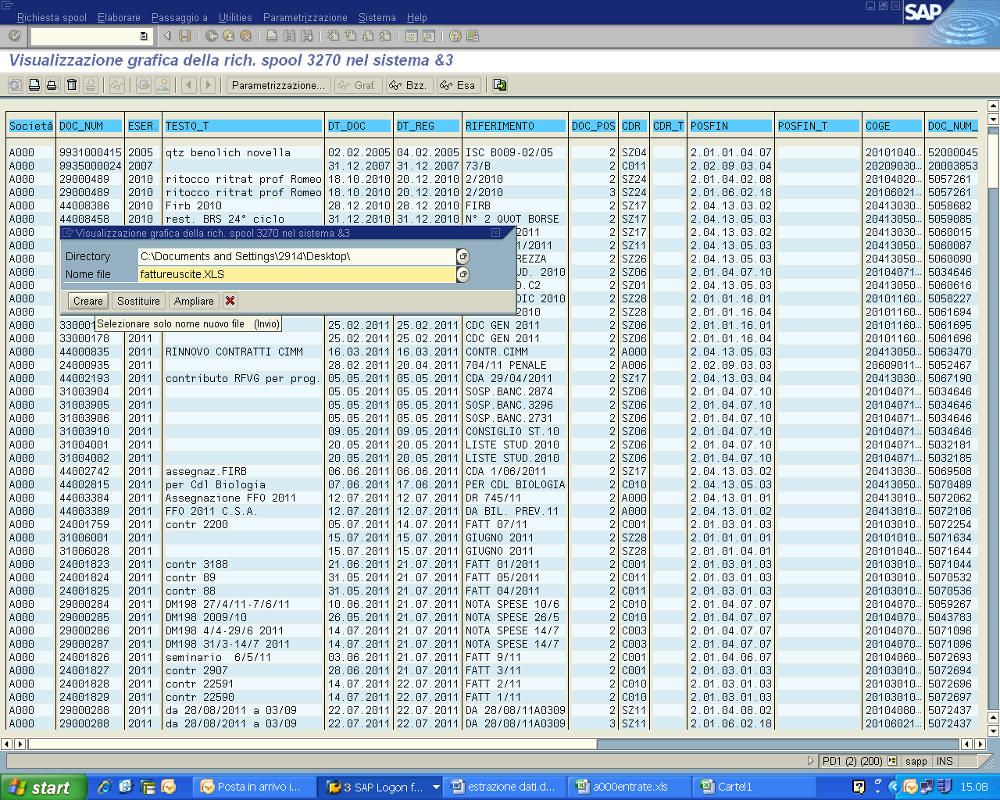 Richiesta spool Elaborare Passaggio a Utilities Parametrizzazione Sistema Help
SAP
Visualizzazione grafica della rich. spool 3270 nel sistema &3
Parametrizzazione... Graf. Bzz. Esa
Società DOC_NUM ESER. TESTO_T DT_DOC DT_REG RIFERIMENTO DOC_POS CDR CDR_T POSFIN POSFIN_T COGE DOC_NUM_
A000 9931000415 2005 qtz benolich novella 02.02.2005 04.02.2005 ISC B009-02/05 2 SZ04 2.01.01.04.07 20101040... 52000045
A000 9935000024 2007 31.12.2007 31.12.2007 73/B 2 C011 2.02.09.03.04 20209030... 20003853
A000 29000489 2010 ritocco ritrat prof Romeo 18.10.2010 20.12.2010 2/2010 2 SZ24 2.01.04.02.08 20104020... 5057261
A000 29000489 2010 ritocco ritrat prof Romeo 18.10.2010 20.12.2010 2/2010 3 SZ24 2.01.06.02.18 20106021... 5057261
A000 44008386 2010 Firb 2010 28.12.2010 28.12.2010 FIRB 2 SZ17 2.04.13.03.02 20413030... 5058682
A000 44008458 2010 rest. BRS 24° ciclo 31.12.2010 31.12.2010 N° 2 QUOT BORSE 2 SZ17 2.04.13.05.03 20413050... 5059085
Visualizzazione grafica della rich. spool 3270 nel sistema &3
A000 2011 2 SZ17 2.04.13.03.02 20413030... 5060015
A000 1/2011 2 SZ11 2.04.13.05.03 20413050... 5060087
Directory C:\Documents and Settings\2914\Desktop\
A000 REZZA 2 SZ26 2.04.13.05.03 20413050... 5060090
Nome file fattureuscite.XLS
A000 UD. 2010 2 SZ06 2.01.04.07.10 20104071... 5034646
A000 D.C2 2 SZ01 2.04.13.05.03 20413050... 5060616
Creare Sostituire Ampliare
A000 DIC 2010 2 SZ28 2.01.01.16.04 20101160... 5058227
A000 2010 2 SZ28 2.01.01.16.04 20101160... 5061694
Selezionare solo nome nuovo file (Invio)
A000 33000 25.02.2011 25.02.2011 CDC GEN 2011 2 SZ06 2.01.01.16.01 20101160... 5061695
A000 33000178 2011 25.02.2011 25.02.2011 CDC GEN 2011 2 SZ06 2.01.01.16.04 20101160... 5061696
A000 44000835 2011 RINNOVO CONTRATTI CIMM 16.03.2011 16.03.2011 CONTR.CIMM 2 A000 2.04.13.05.03 20413050... 5063470
A000 24000935 2011 28.02.2011 20.04.2011 704/11 PENALE 2 A006 2.02.09.03.03 20609011... 5052467
A000 44002193 2011 contributo RFVG per prog. 05.05.2011 05.05.2011 CDA 29/04/2011 2 SZ17 2.04.13.03.04 20413030... 5067190
A000 31003904 2011 05.05.2011 05.05.2011 SOSP.BANC.2874 2 SZ06 2.01.04.07.10 20104071... 5034646
A000 31003905 2011 05.05.2011 05.05.2011 SOSP.BANC.3296 2 SZ06 2.01.04.07.10 20104071... 5034646
A000 31003906 2011 05.05.2011 05.05.2011 SOSP.BANC.2731 2 SZ06 2.01.04.07.10 20104071... 5034646
A000 31003910 2011 09.05.2011 09.05.2011 CONSIGLIO ST.10 2 SZ06 2.01.04.07.10 20104071... 5034646
A000 31004001 2011 20.05.2011 20.05.2011 LISTE STUD.2010 2 SZ06 2.01.04.07.10 20104071... 5032181
A000 31004002 2011 20.05.2011 20.05.2011 LISTE STUD.2010 2 SZ06 2.01.04.07.10 20104071... 5032185
A000 44002742 2011 assegnaz.FIRB 06.06.2011 06.06.2011 CDA 1/06/2011 2 SZ17 2.04.13.03.02 20413030... 5069508
A000 44002815 2011 per Cdl Biologia 07.06.2011 17.06.2011 PER CDL BIOLOGIA 2 C010 2.04.13.05.03 20413050... 5070489
A000 44003384 2011 Assegnazione FFO 2011 12.07.2011 12.07.2011 DR 745/11 2 A000 2.04.13.01.01 20413010... 5072062
A000 44003389 2011 FFO 2011 C.S.A. 12.07.2011 12.07.2011 DA BIL. PREV.11 2 A000 2.04.13.01.02 20413010... 5072106
A000 24001759 2011 contr 2200 05.07.2011 14.07.2011 FATT 07/11 2 C001 2.01.03.01.03 20103010... 5072254
A000 31006001 2011 15.07.2011 15.07.2011 GIUGNO 2011 2 SZ28 2.01.01.01.01 20101010... 5071634
A000 31006028 2011 15.07.2011 15.07.2011 GIUGNO 2011 2 SZ28 2.01.01.04.01 20101040... 5071644
A000 24001823 2011 contr 3188 21.06.2011 21.07.2011 FATT 01/2011 2 C001 2.01.03.01.03 20103010... 5071044
A000 24001824 2011 contr 89 31.05.2011 21.07.2011 FATT 05/2011 2 C011 2.01.03.01.03 20103010... 5070532
A000 24001825 2011 contr 88 31.05.2011 21.07.2011 FATT 04/2011 2 C011 2.01.03.01.03 20103010... 5070536
A000 29000284 2011 DM198 27/4/11-7/6/11 10.06.2011 21.07.2011 NOTA SPESE 10/6 2 C010 2.01.04.07.07 20104070... 5059267
A000 29000285 2011 DM198 2009/10 26.05.2011 21.07.2011 NOTA SPESE 26/5 2 C010 2.01.04.07.07 20104070... 5043783
A000 29000286 2011 DM198 4/4-29/6 2011 14.07.2011 21.07.2011 NOTA SPESE 14/7 2 C003 2.01.04.07.07 20104070... 5071096
A000 29000287 2011 DM198 31/3-14/7 2011 14.07.2011 21.07.2011 NOTA SPESE 14/7 2 C003 2.01.04.07.07 20104070... 5071096
A000 24001826 2011 seminario 6/5/11 03.06.2011 21.07.2011 FATT 9/11 2 C001 2.01.04.06.07 20104060... 5072693
A000 24001827 2011 contr 2907 28.06.2011 21.07.2011 FATT 3/11 2 C001 2.01.03.01.03 20103010... 5072694
A000 24001828 2011 contr 22591 14.07.2011 22.07.2011 FATT 2/11 2 C010 2.01.03.01.03 20103010... 5072696
A000 24001829 2011 contr 22590 14.07.2011 22.07.2011 FATT 1/11 2 C010 2.01.03.01.03 20103010... 5072697
A000 29000288 2011 da 28/08/2011 a 03/09 22.07.2011 22.07.2011 DA 28/08/11A0309 2 SZ11 2.01.04.08.02 20104080... 5072437
A000 29000288 2011 da 28/08/2011 a 03/09 22.07.2011 22.07.2011 DA 28/08/11A0309 3 SZ11 2.01.06.02.18 20106021... 5072437
PD1 (2) (200) sapp INS
start Posta in arrivo i... 3 SAP Logon f... estrazione dati.d... a000entrate.xls Cartel1 15.08